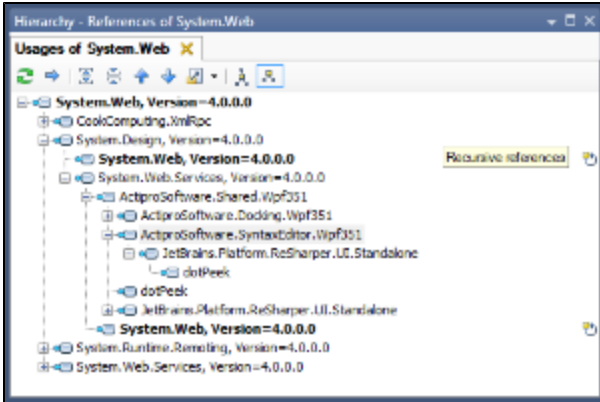 Hierarchy - References of System.Web
Usages of System.Web
System.Web, Version=4.0.0.0
CookComputing.XmlRpc
System.Design, Version=4.0.0.0
System.Web, Version=4.0.0.0
Recursive references
System.Web.Services, Version=4.0.0.0
ActiproSoftware.Shared.Wpf351
ActiproSoftware.Docking.Wpf351
ActiproSoftware.SyntaxEditor.Wpf351
JetBrains.Platform.ReSharper.UI.Standalone
dotPeek
dotPeek
JetBrains.Platform.ReSharper.UI.Standalone
System.Web, Version=4.0.0.0
System.Runtime.Remoting, Version=4.0.0.0
System.Web.Services, Version=4.0.0.0